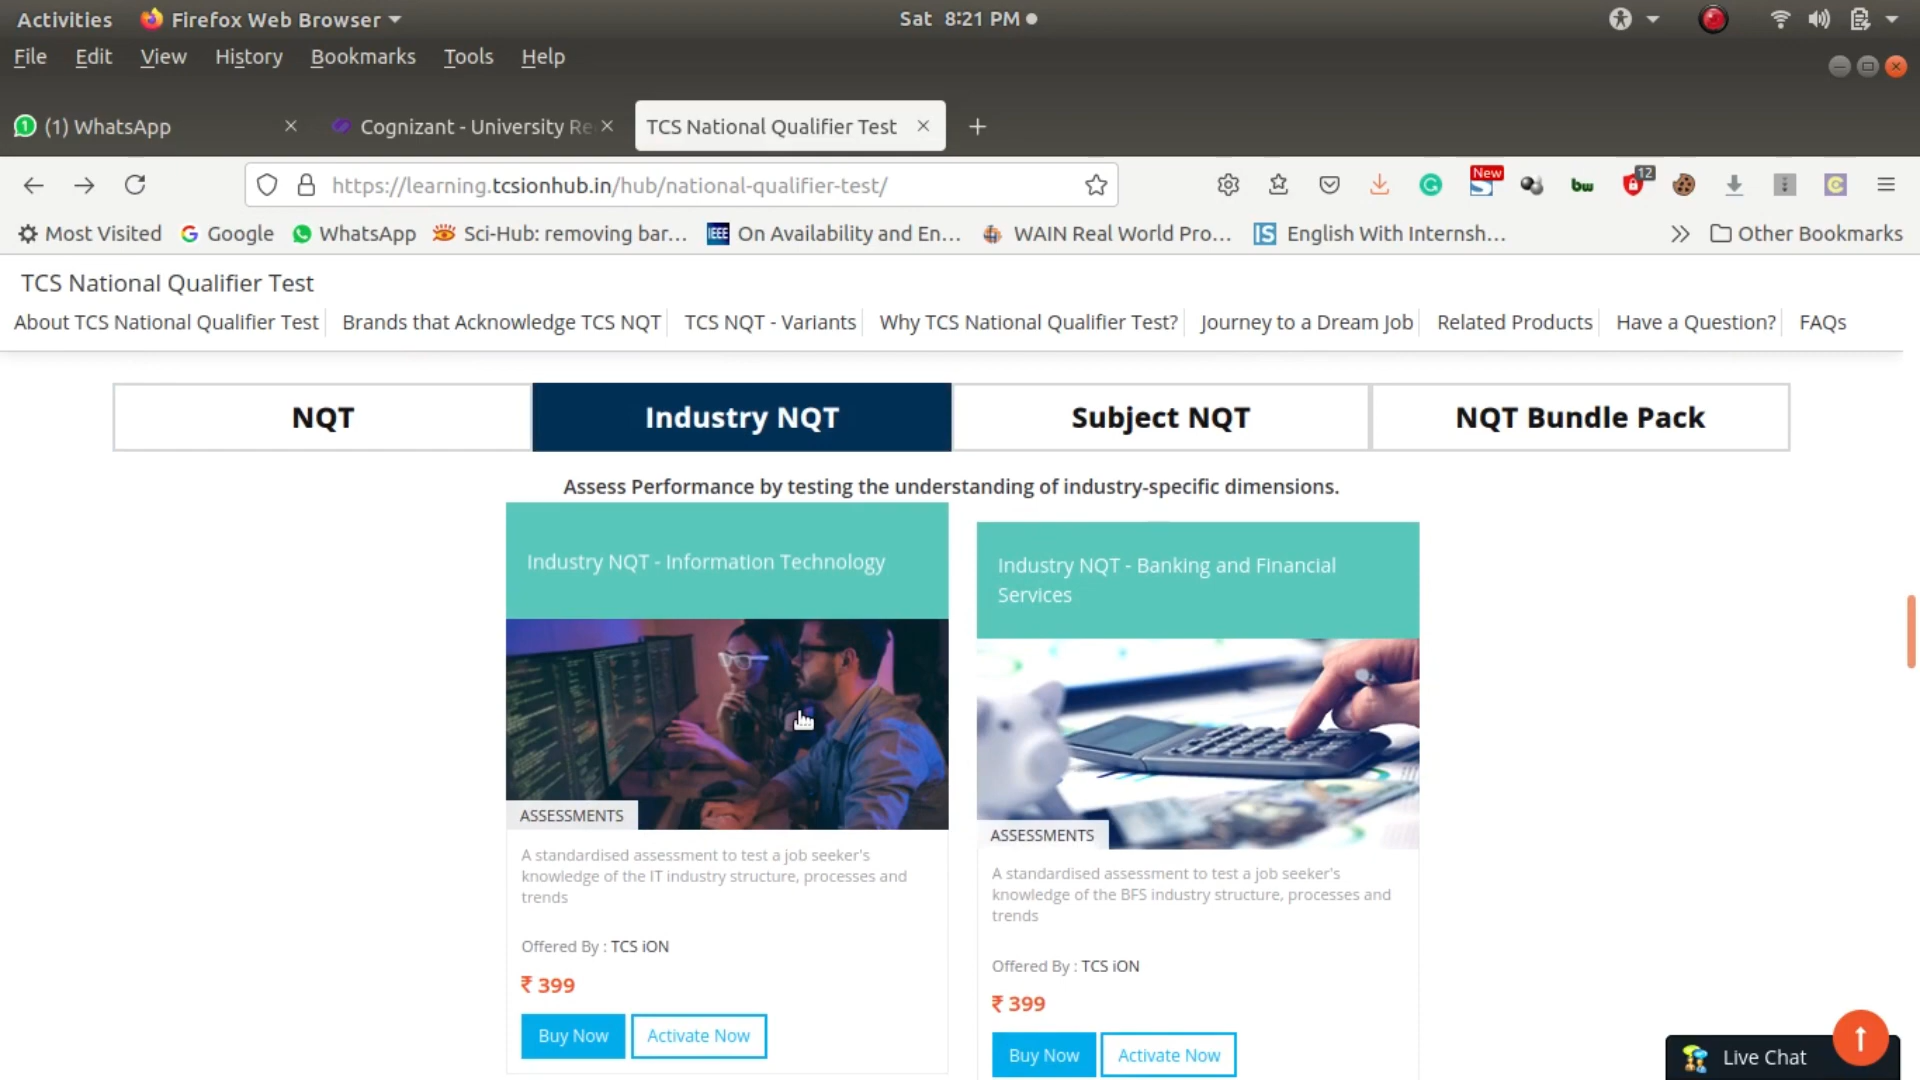 Activities Firefox Web Browser Sat 8:21 PM
File Edit View History Bookmarks Tools Help
(1) WhatsApp Cognizant - University Re TCS National Qualifier Test
https://learning.tcsionhub.in/hub/national-qualifier-test/ New bw 12
Most Visited Google WhatsApp Sci-Hub: removing bar... IEEE On Availability and En... WAIN Real World Pro... IS English With Internsh... Other Bookmarks
TCS National Qualifier Test
About TCS National Qualifier Test Brands that Acknowledge TCS NQT TCS NQT - Variants Why TCS National Qualifier Test? Journey to a Dream Job Related Products Have a Question? FAQs
NQT Industry NQT Subject NQT NQT Bundle Pack
Assess Performance by testing the understanding of industry-specific dimensions.
Industry NQT - Information Technology
ASSESSMENTS
A standardised assessment to test a job seeker's
knowledge of the IT industry structure, processes and
trends
Offered By : TCS iON
₹ 399
Buy Now Activate Now
Industry NQT - Banking and Financial
Services
ASSESSMENTS
A standardised assessment to test a job seeker's
knowledge of the BFS industry structure, processes and
trends
Offered By : TCS iON
₹ 399
Buy Now Activate Now
Live Chat